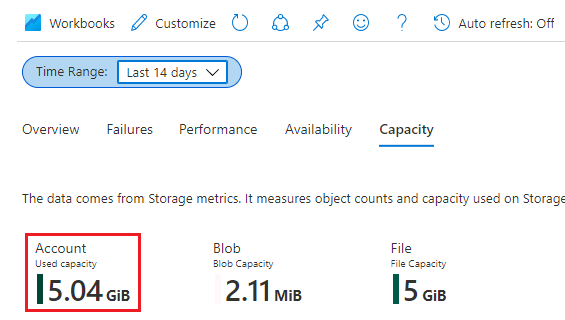 Workbooks Customize ? Auto refresh: Off
Time Range: Last 14 days
Overview Failures Performance Availability Capacity
The data comes from Storage metrics. It measures object counts and capacity used on Storage
Account Blob File
Used capacity Blob Capacity File Capacity
5.04 GiB 2.11 MiB 5 GiB